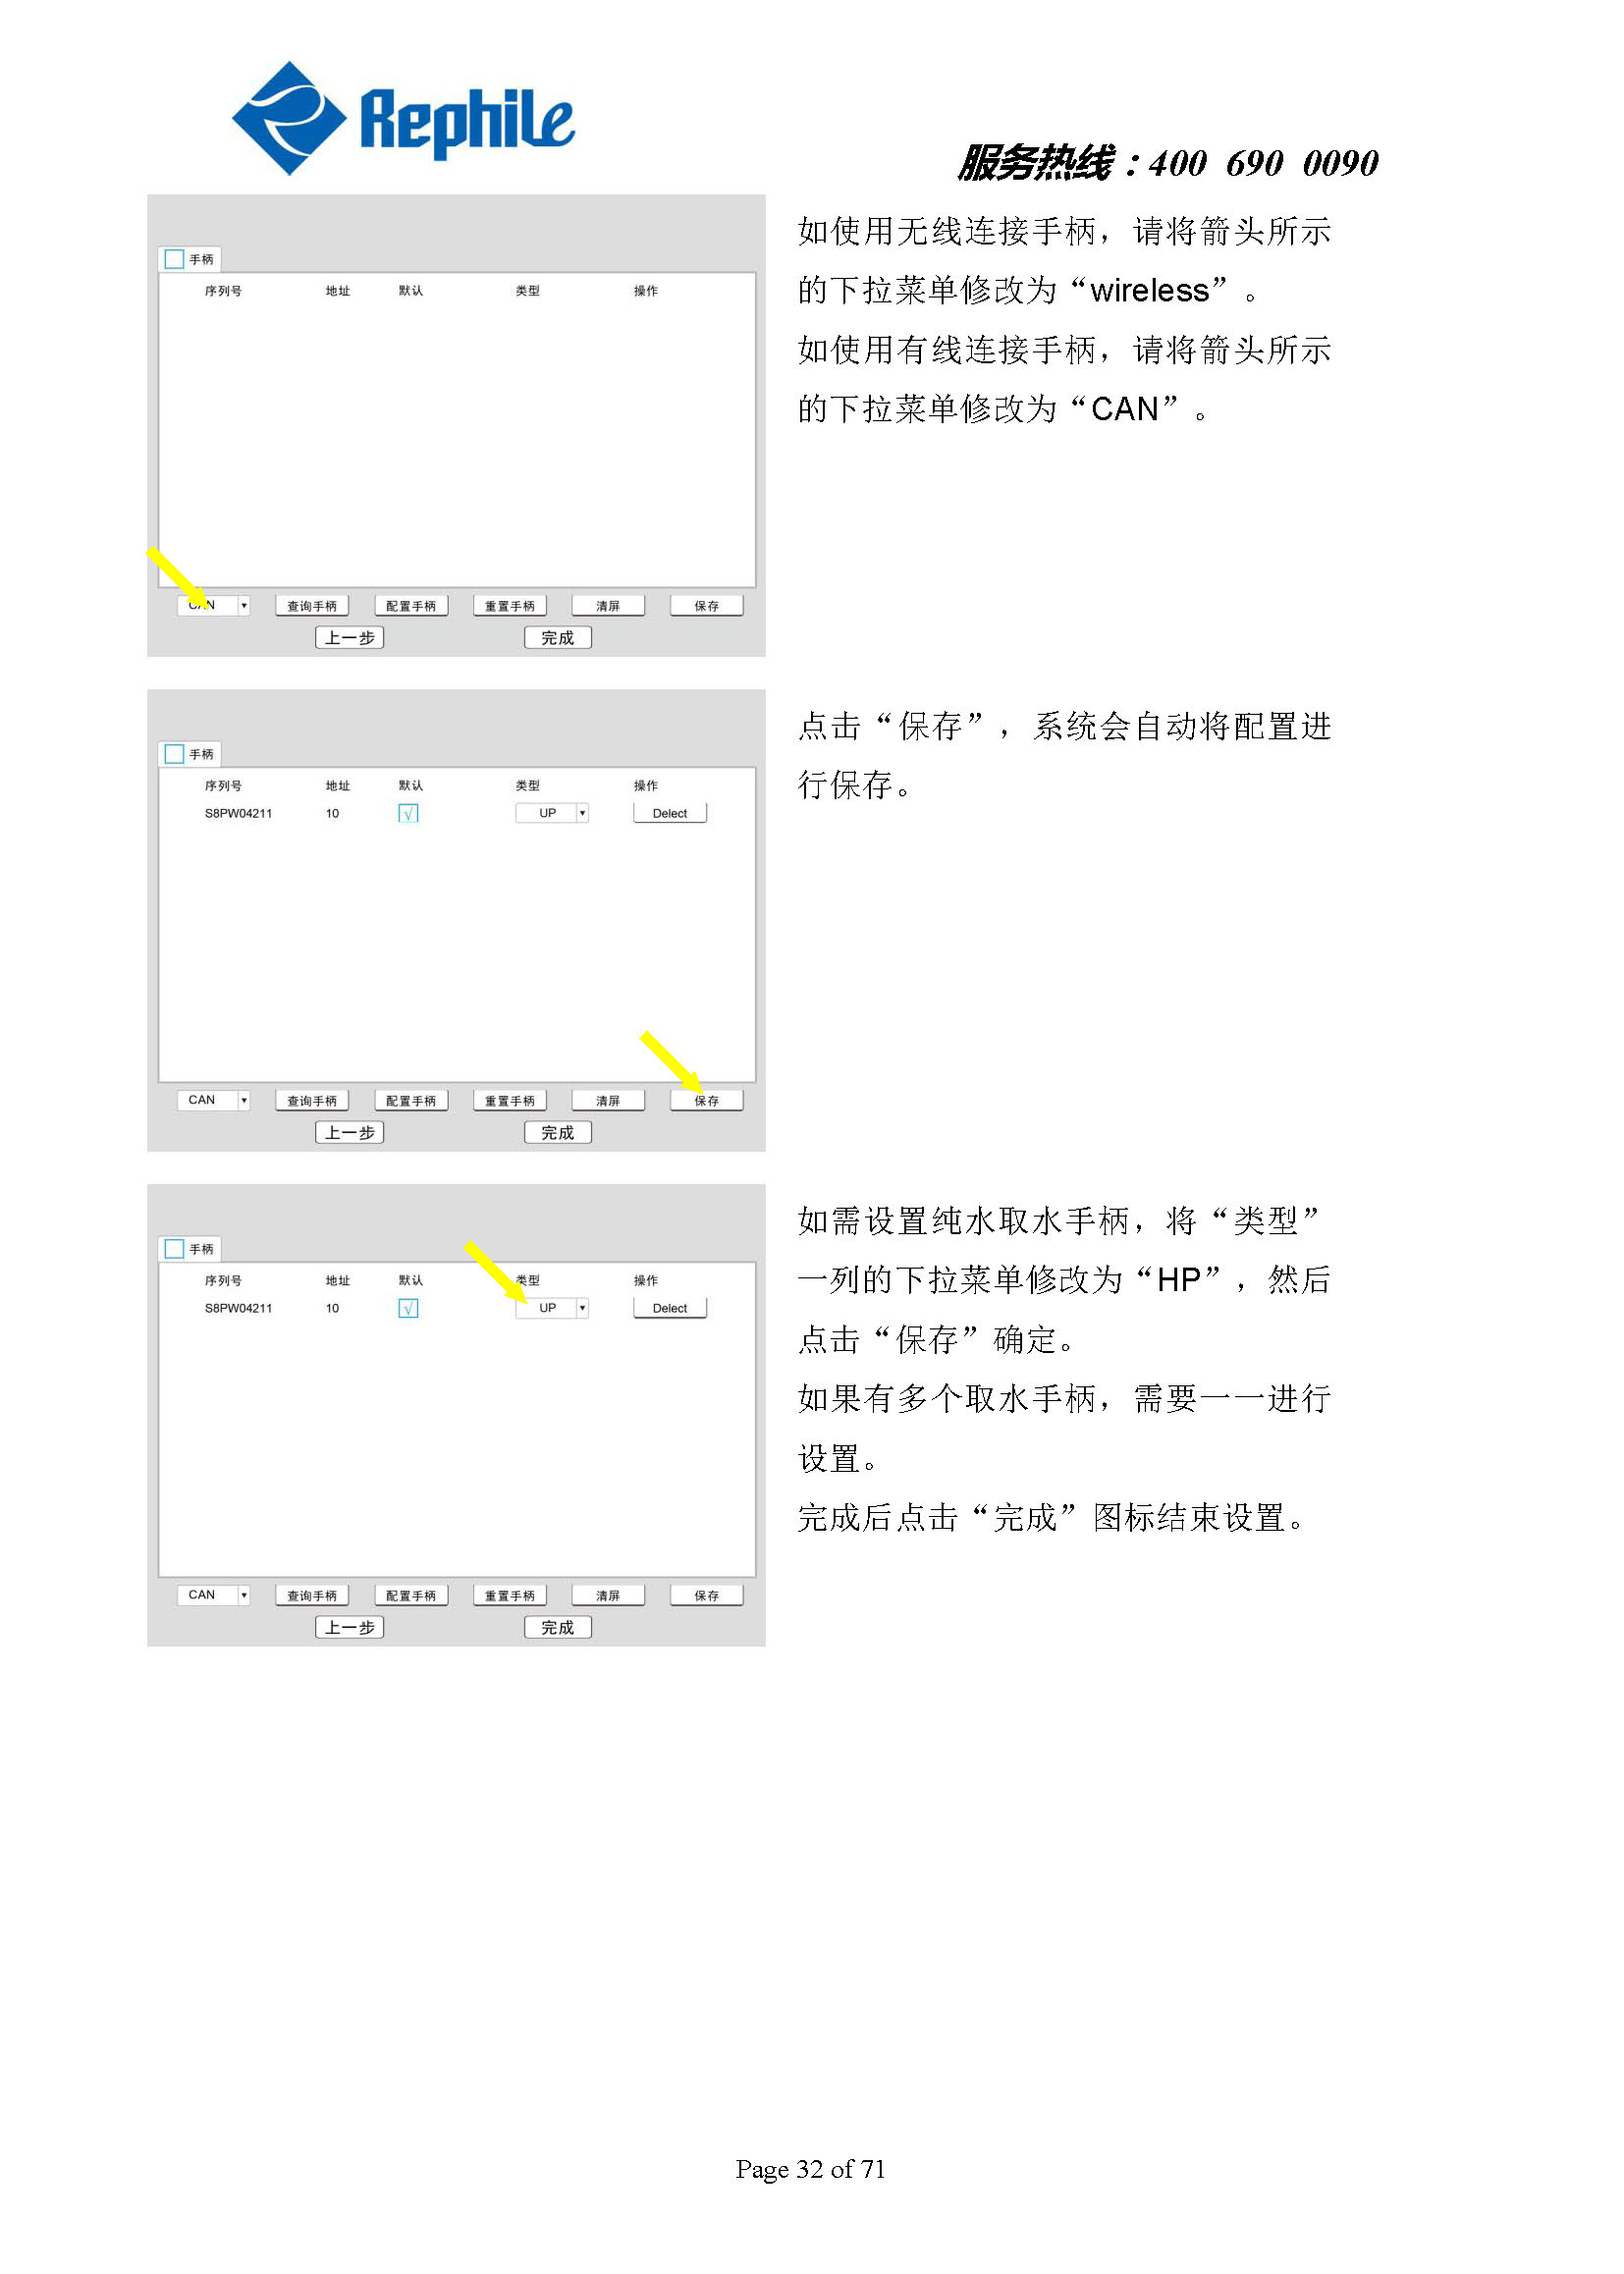 Rephile
服务热线：400 690 0090
手柄
序列号 地址 默认 类型 操作
CAN 查询手柄 配置手柄 重置手柄 清屏 保存
上一步 完成
如使用无线连接手柄，请将箭头所示
的下拉菜单修改为“wireless”。
如使用有线连接手柄，请将箭头所示
的下拉菜单修改为“CAN”。
手柄
序列号 地址 默认 类型 操作
S8PW04211 10 √ UP Delect
CAN 查询手柄 配置手柄 重置手柄 清屏 保存
上一步 完成
点击“保存”，系统会自动将配置进
行保存。
手柄
序列号 地址 默认 类型 操作
S8PW04211 10 √ UP Delect
CAN 查询手柄 配置手柄 重置手柄 清屏 保存
上一步 完成
如需设置纯水取水手柄，将“类型”
一列的下拉菜单修改为“HP”，然后
点击“保存”确定。
如果有多个取水手柄，需要一一进行
设置。
完成后点击“完成”图标结束设置。
Page 32 of 71